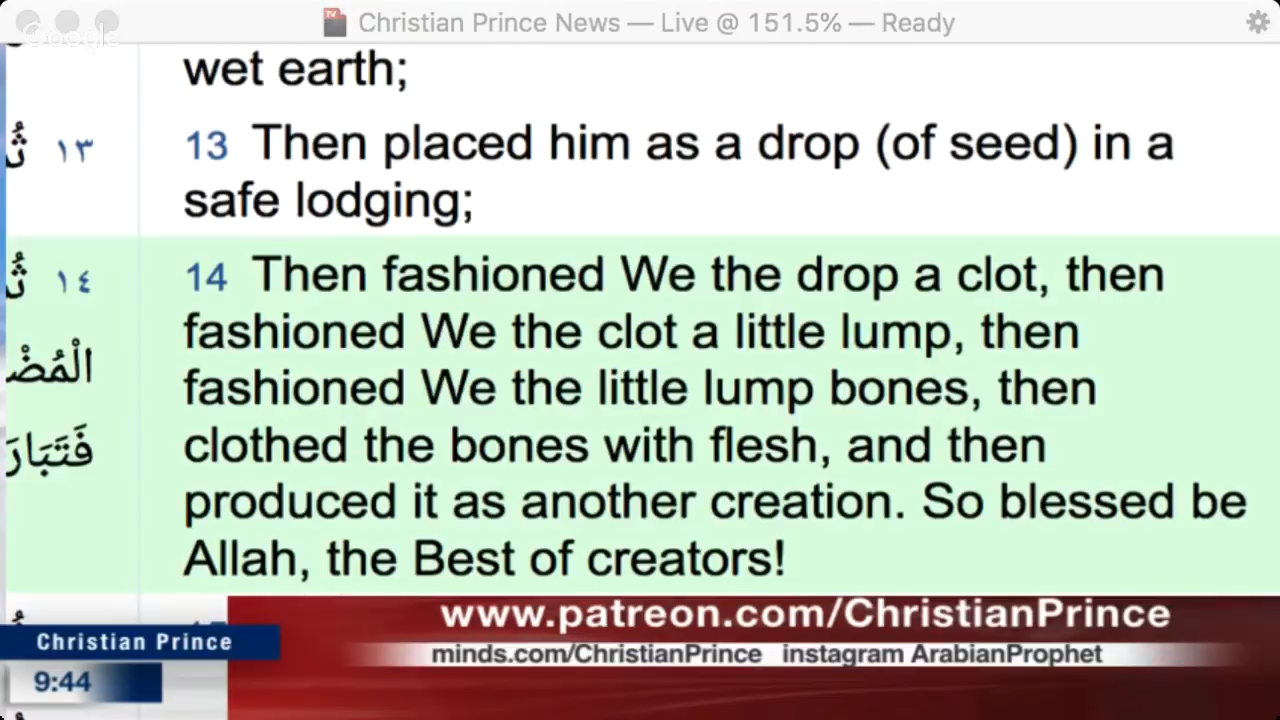 Christian Prince News — Live @ 151.5% — Ready
Google
wet earth;
١٣
13 Then placed him as a drop (of seed) in a
safe lodging;
١٤
14 Then fashioned We the drop a clot, then
fashioned We the clot a little lump, then
fashioned We the little lump bones, then
clothed the bones with flesh, and then
produced it as another creation. So blessed be
Allah, the Best of creators!
www.patreon.com/ChristianPrince
Christian Prince
minds.com/ChristianPrince instagram ArabianProphet
9:44